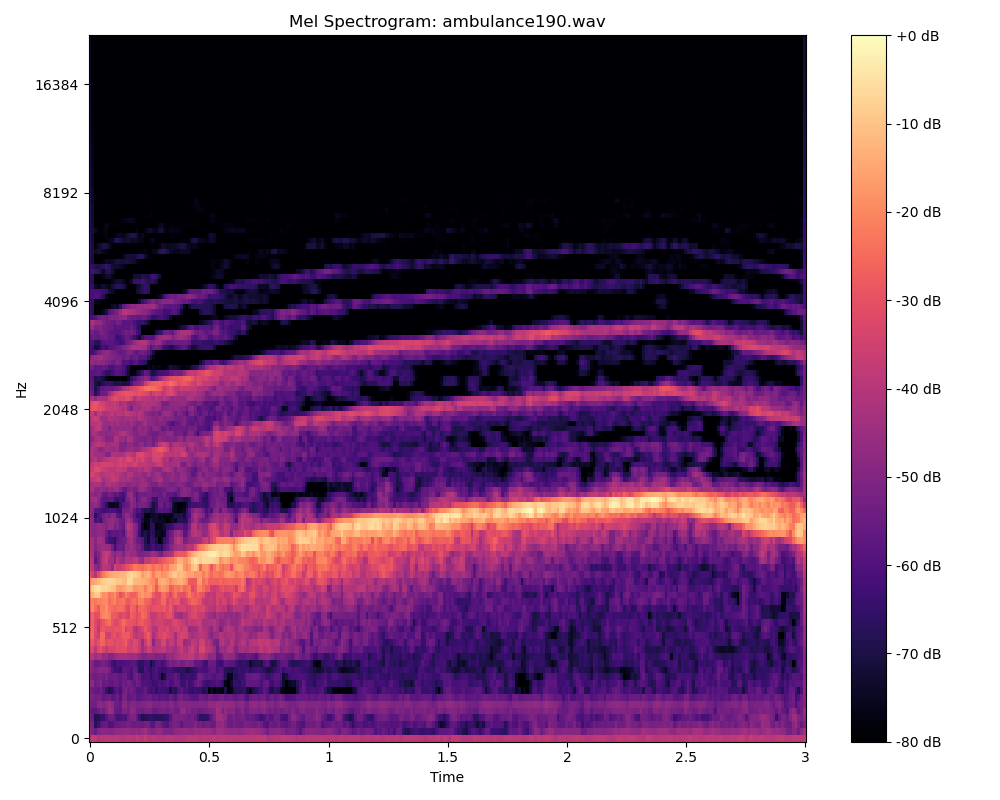 Mel Spectrogram: ambulance190.wav
+0 dB
16384
-10 dB
8192
-20 dB
4096
-30 dB
Hz
2048
-40 dB
-50 dB
1024
-60 dB
512
-70 dB
0
-80 dB
0 0.5 1 1.5 2 2.5 3
Time